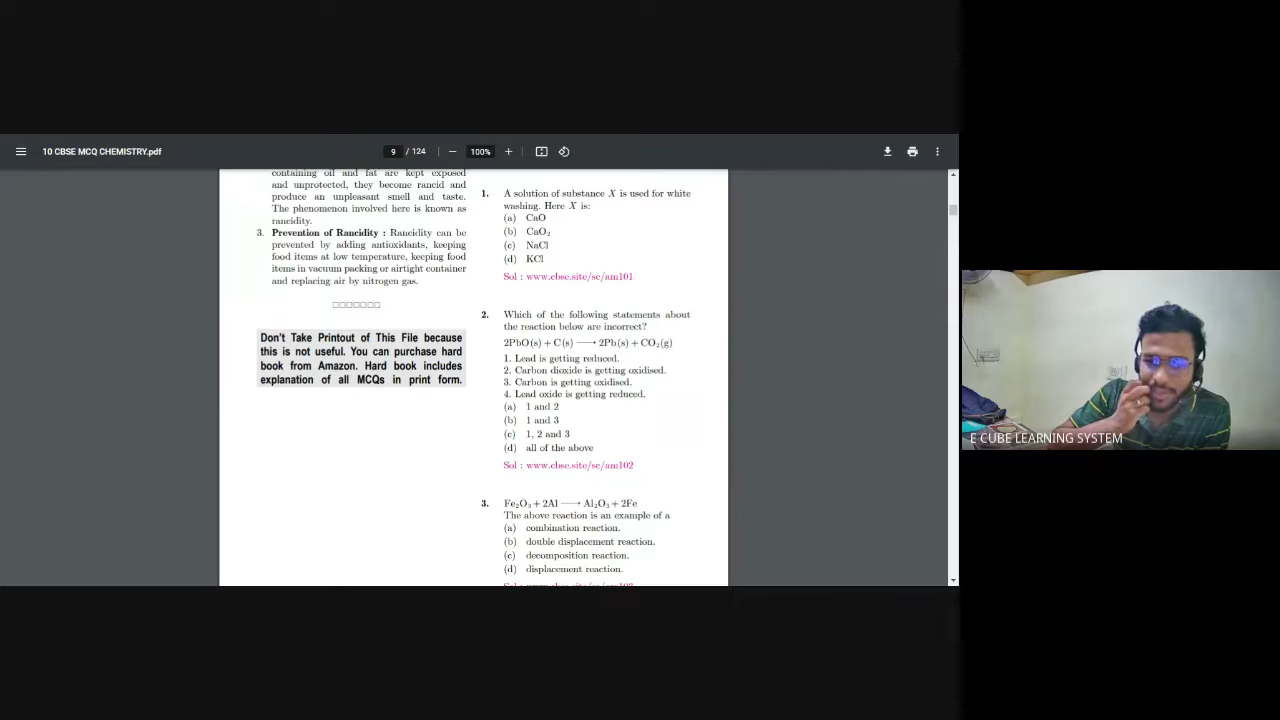 10 CBSE MCQ CHEMISTRY.pdf
9 / 124
100%
containing oil and fat are kept exposed
and unprotected, they become rancid and
produce an unpleasant smell and taste.
The phenomenon involved here is known as
rancidity.
3. Prevention of Rancidity : Rancidity can be
prevented by adding antioxidants, keeping
food items at low temperature, keeping food
items in vacuum packing or airtight container
and replacing air by nitrogen gas.
□□□□□□□
Don't Take Printout of This File because
this is not useful. You can purchase hard
book from Amazon. Hard book includes
explanation of all MCQs in print form.
1. A solution of substance X is used for white
washing. Here X is:
(a) CaO
(b) CaO₂
(c) NaCl
(d) KCl
Sol : www.cbse.site/sc/am101
2. Which of the following statements about
the reaction below are incorrect?
2PbO(s) + C(s) ⟶ 2Pb(s) + CO₂(g)
1. Lead is getting reduced.
2. Carbon dioxide is getting oxidised.
3. Carbon is getting oxidised.
4. Lead oxide is getting reduced.
(a) 1 and 2
(b) 1 and 3
(c) 1, 2 and 3
(d) all of the above
Sol : www.cbse.site/sc/am102
3. Fe₂O₃ + 2Al ⟶ Al₂O₃ + 2Fe
The above reaction is an example of a
(a) combination reaction.
(b) double displacement reaction.
(c) decomposition reaction.
(d) displacement reaction.
Sol : www.cbse.site/sc/am103
E CUBE LEARNING SYSTEM